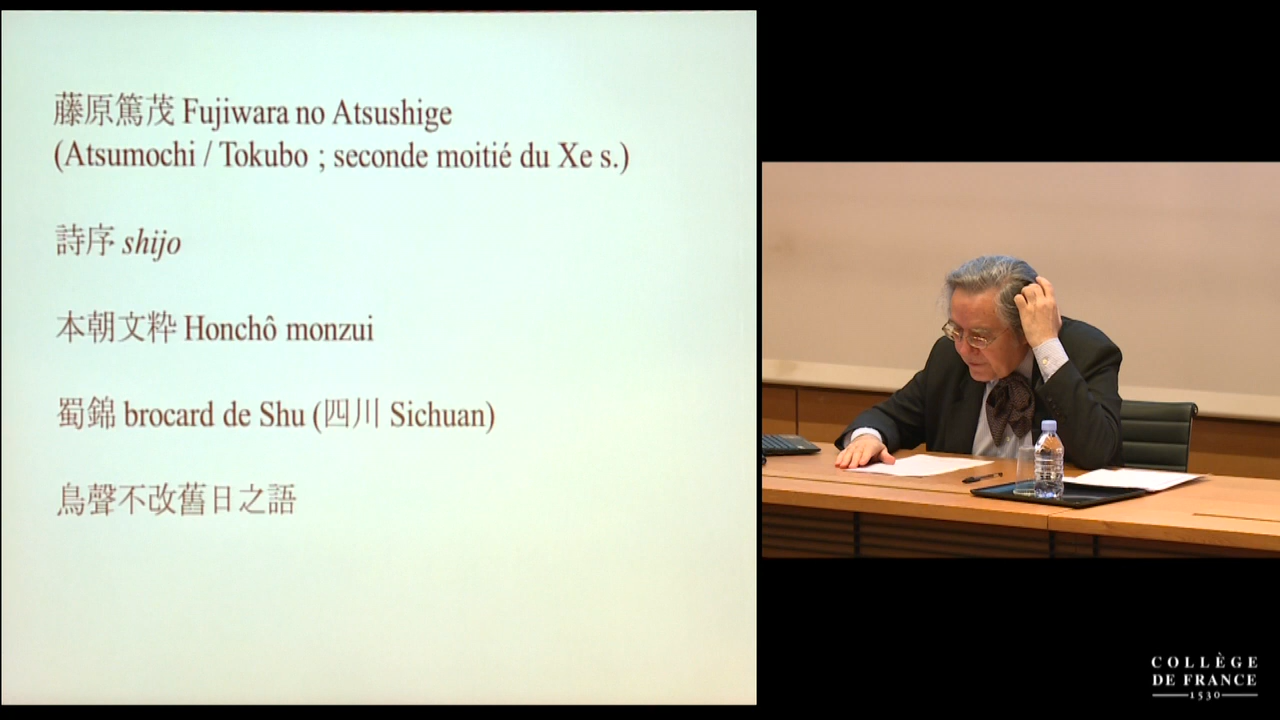 藤原篤茂 Fujiwara no Atsushige
(Atsumochi / Tokubo ; seconde moitié du Xe s.)
詩序 shijo
本朝文粋 Honchô monzui
蜀錦 brocard de Shu (四川 Sichuan)
鳥聲不改舊日之語
COLLÈGE
DE FRANCE
1530